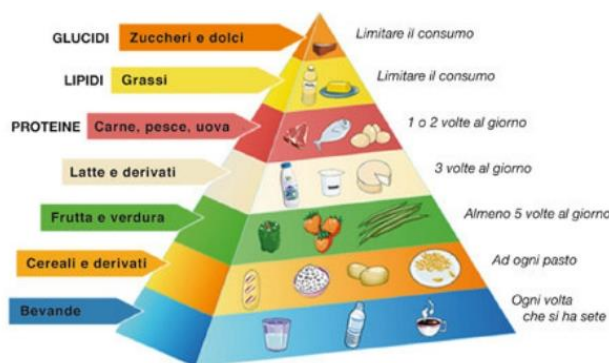 GLUCIDI Zuccheri e dolci Limitare il consumo
LIPIDI Grassi Limitare il consumo
PROTEINE Carne, pesce, uova 1 o 2 volte al giorno
Latte e derivati 3 volte al giorno
Frutta e verdura Almeno 5 volte al giorno
Cereali e derivati Ad ogni pasto
Bevande Ogni volta
che si ha sete